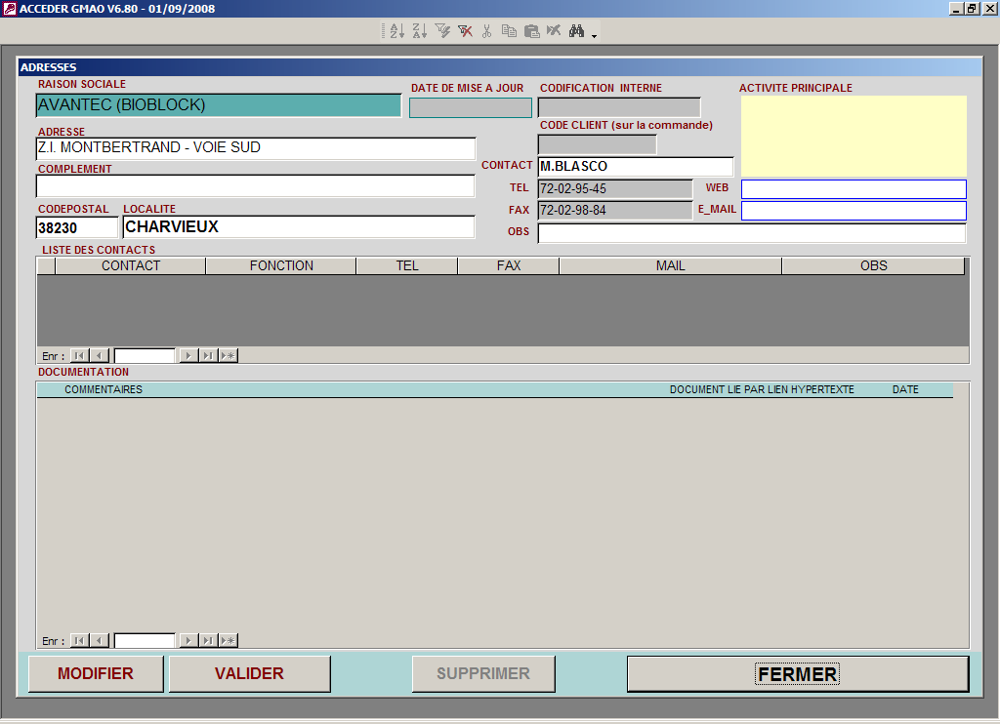 ACCEDER GMAO V6.80 - 01/09/2008
ADRESSES
RAISON SOCIALE
DATE DE MISE A JOUR
CODIFICATION INTERNE
ACTIVITE PRINCIPALE
AVANTEC (BIOBLOCK)
CODE CLIENT (sur la commande)
ADRESSE
Z.I. MONTBERTRAND - VOIE SUD
COMPLEMENT
CONTACT M.BLASCO
TEL 72-02-95-45 WEB
FAX 72-02-98-84 E_MAIL
CODEPOSTAL LOCALITE
38230 CHARVIEUX
OBS
LISTE DES CONTACTS
CONTACT FONCTION TEL FAX MAIL OBS
Enr :
DOCUMENTATION
COMMENTAIRES DOCUMENT LIE PAR LIEN HYPERTEXTE DATE
Enr :
MODIFIER VALIDER SUPPRIMER FERMER